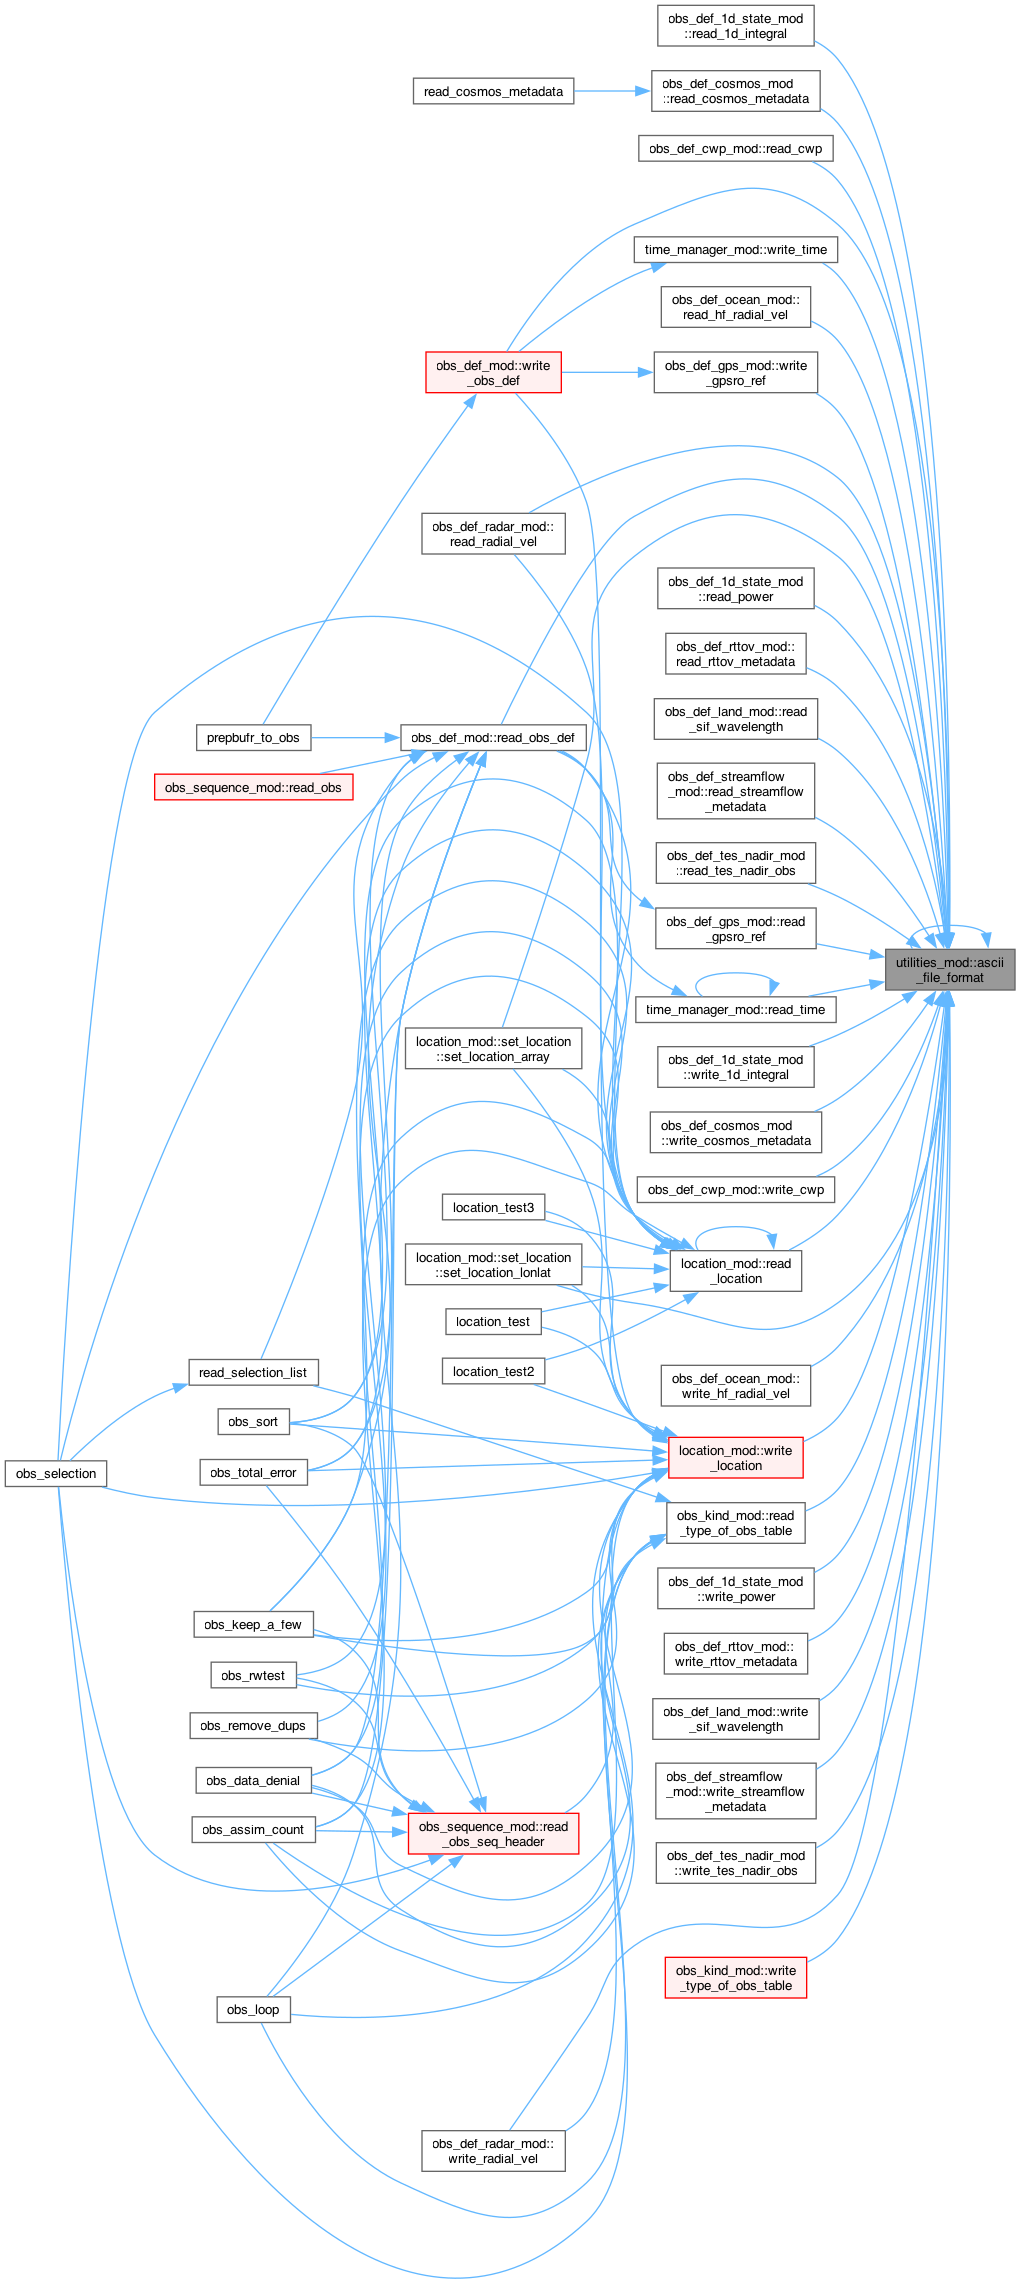 obs_def_1d_state_mod
::read_1d_integral
obs_def_cosmos_mod
::read_cosmos_metadata
read_cosmos_metadata
obs_def_cwp_mod::read_cwp
time_manager_mod::write_time
obs_def_ocean_mod::
read_hf_radial_vel
obs_def_mod::write
_obs_def
obs_def_gps_mod::write
_gpsro_ref
obs_def_radar_mod::
read_radial_vel
obs_def_1d_state_mod
::read_power
obs_def_rttov_mod::
read_rttov_metadata
obs_def_land_mod::read
_sif_wavelength
prepbufr_to_obs
obs_def_mod::read_obs_def
obs_sequence_mod::read_obs
obs_def_streamflow
_mod::read_streamflow
_metadata
obs_def_tes_nadir_mod
::read_tes_nadir_obs
obs_def_gps_mod::read
_gpsro_ref
utilities_mod::ascii
_file_format
time_manager_mod::read_time
location_mod::set_location
::set_location_array
obs_def_1d_state_mod
::write_1d_integral
obs_def_cosmos_mod
::write_cosmos_metadata
obs_def_cwp_mod::write_cwp
location_test3
location_mod::set_location
::set_location_lonlat
location_mod::read
_location
location_test
location_test2
read_selection_list
obs_def_ocean_mod::
write_hf_radial_vel
obs_sort
location_mod::write
_location
obs_selection
obs_total_error
obs_kind_mod::read
_type_of_obs_table
obs_def_1d_state_mod
::write_power
obs_keep_a_few
obs_def_rttov_mod::
write_rttov_metadata
obs_rwtest
obs_def_land_mod::write
_sif_wavelength
obs_remove_dups
obs_data_denial
obs_def_streamflow
_mod::write_streamflow
_metadata
obs_assim_count
obs_sequence_mod::read
_obs_seq_header
obs_def_tes_nadir_mod
::write_tes_nadir_obs
obs_kind_mod::write
_type_of_obs_table
obs_loop
obs_def_radar_mod::
write_radial_vel